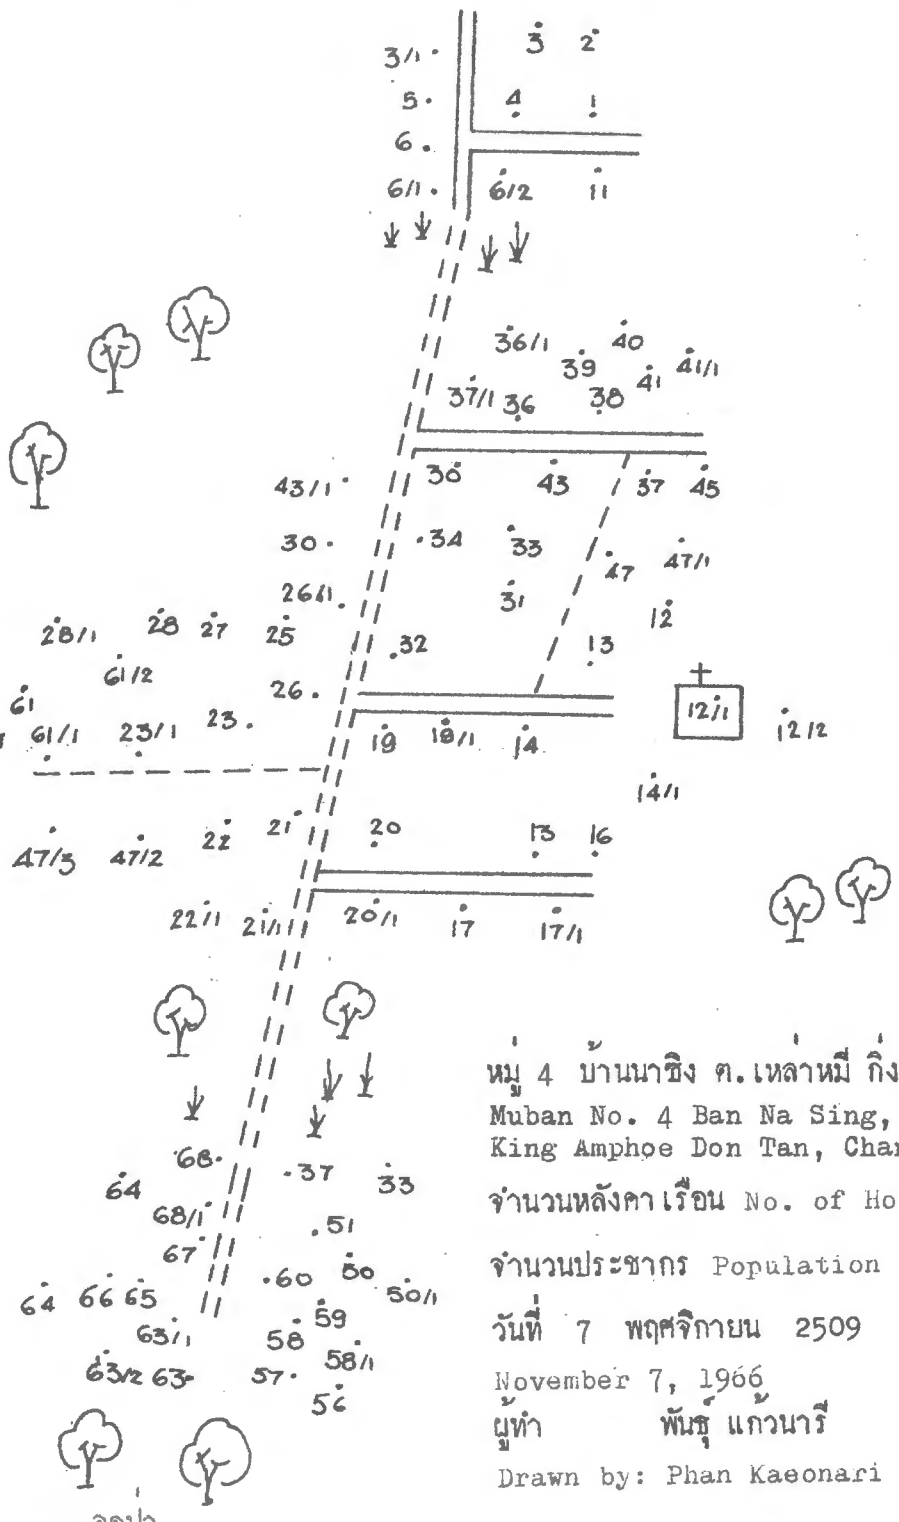 3/1 3 2
5 4 1
6
6/1 6/2 11
36/1 40
39 41 41/1
37/1 36 38
43/1 30 43 37 45
30 34 33
47 47/1
26/1 31
28/1 28 27 25 12
61/2 32 13
61 26
61/1 23/1 23 19 18/1 14 12/1 12/2
14/1
47/3 47/2 22 21 20 13 16
22/1 21/1 20/1 17 17/1
หมู่ 4 บ้านนาซิง ต.เหล่าหมี กิ่ง
Muban No. 4 Ban Na Sing,
King Amphoe Don Tan,
68 37 33
64
68/1 51
จำนวนหลังคาเรือน No. of
67
60 50 50/1
64 66 65
จำนวนประชากร Population
63/1 58 59
วันที่ 7 พฤศจิกายน 2509
63/2 63 57 58/1
56
November 7, 1966
ผู้ทำ พันธุ์ แก้วนารี
Drawn by: Phan Kaeonari